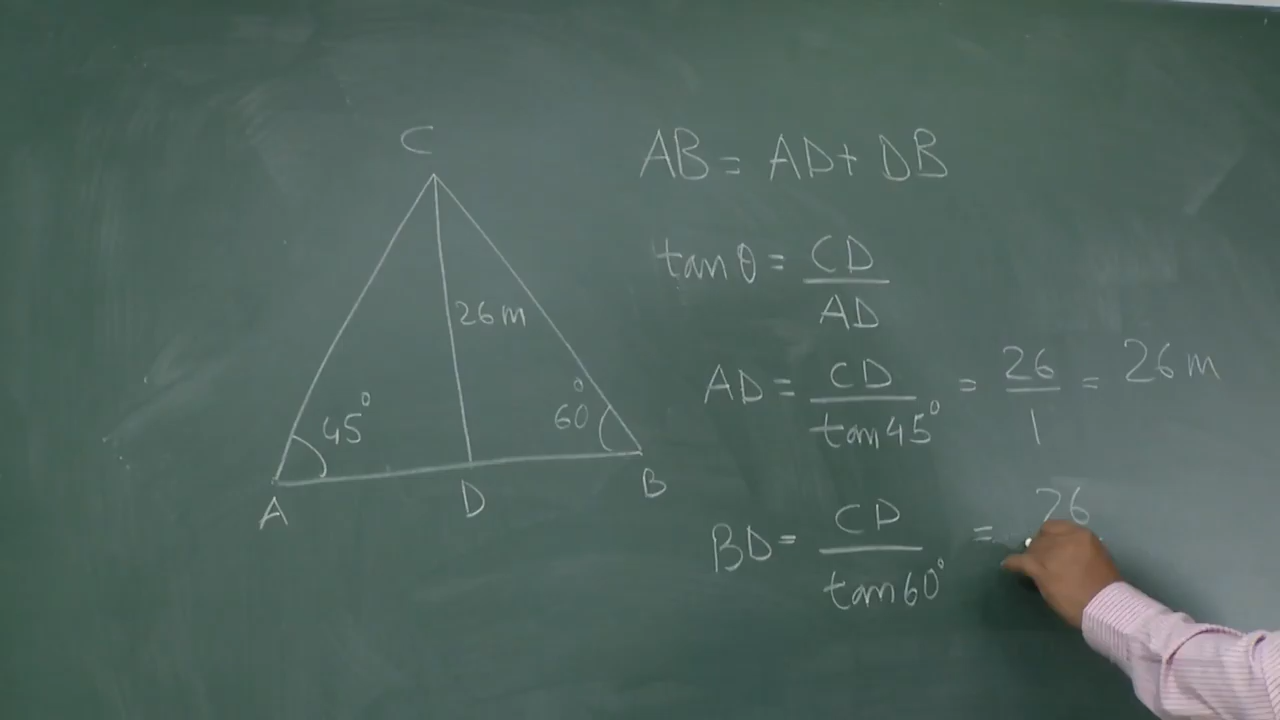 C
AB = AD + DB
tan θ = CD / AD
26m
AD = CD / tan45° = 26 / 1 = 26m
45°
60°
A
D
B
BD = CD / tan60° = 26